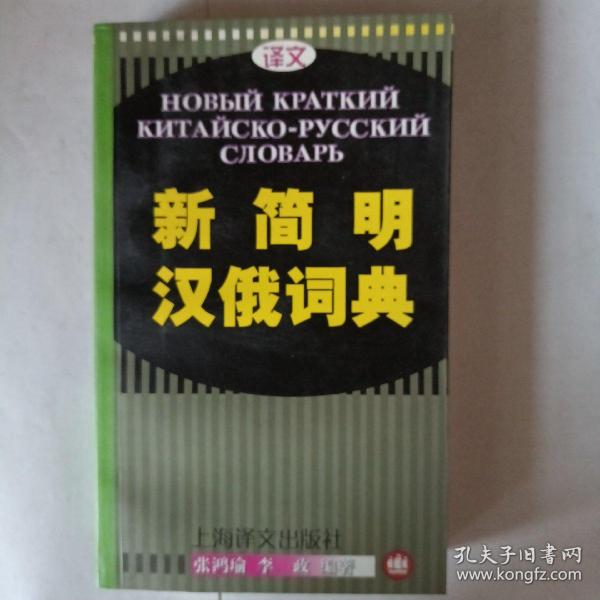 译文
НОВЫЙ КРАТКИЙ
КИТАЙСКО-РУССКИЙ
СЛОВАРЬ
新简明
汉俄词典
上海译文出版社
张鸿瑜 李政 编著
孔夫子旧书网
www.kongfz.com